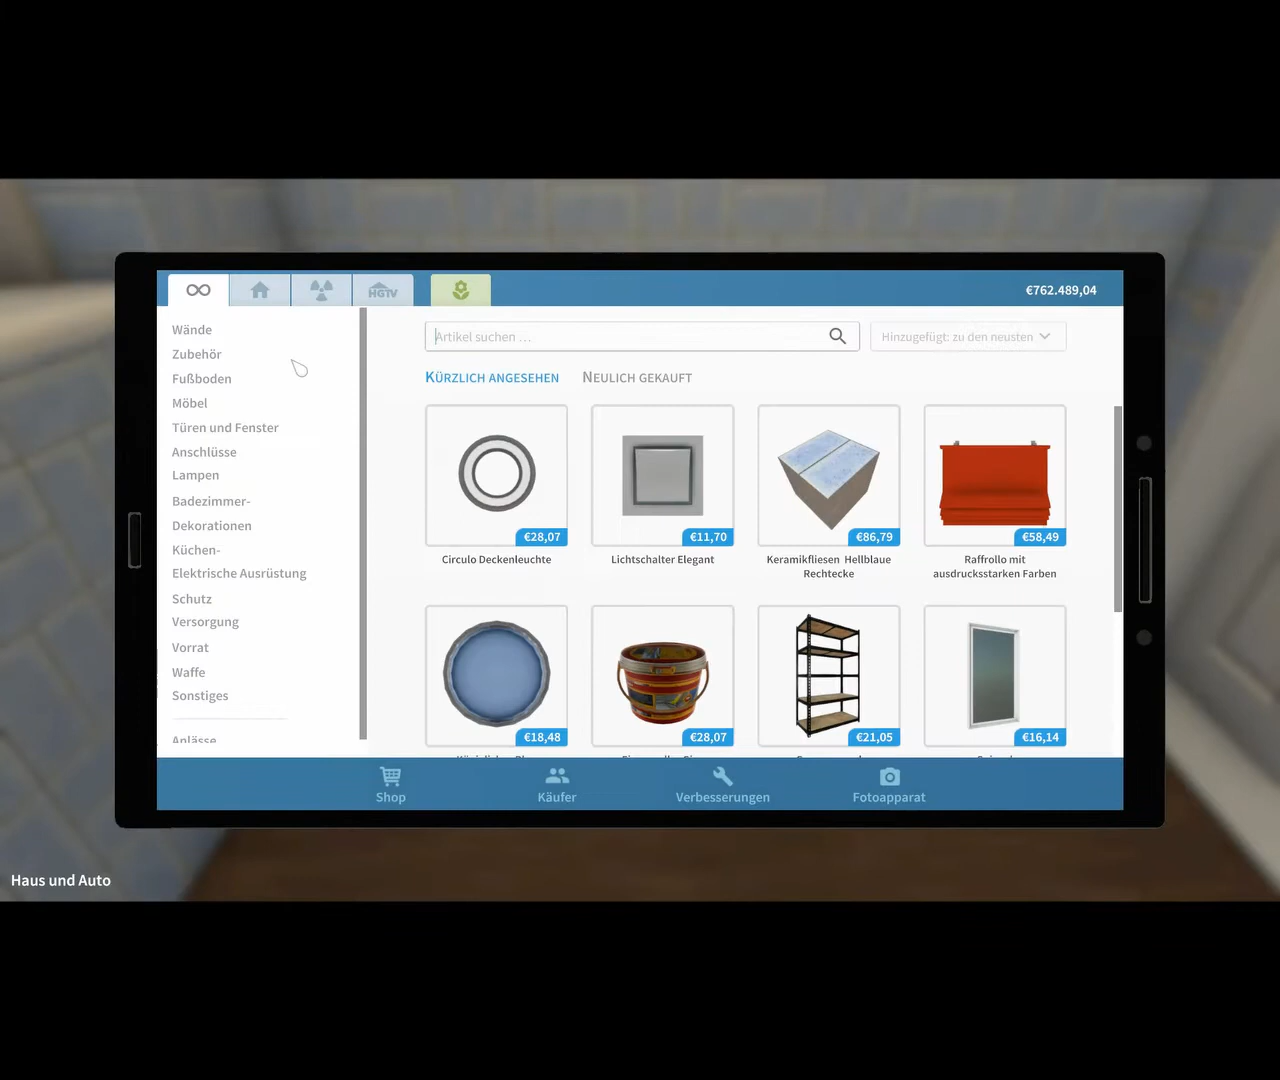 HGTV
€762.489,04
Wände
Zubehör
Fußboden
Möbel
Türen und Fenster
Anschlüsse
Lampen
Badezimmer-
Dekorationen
Küchen-
Elektrische Ausrüstung
Schutz
Versorgung
Vorrat
Waffe
Sonstiges
Anlässe
Artikel suchen ...
Hinzugefügt: zu den neusten
KÜRZLICH ANGESEHEN
NEULICH GEKAUFT
€28,07
Circulo Deckenleuchte
€11,70
Lichtschalter Elegant
€86,79
Keramikfliesen Hellblaue
Rechtecke
€58,49
Raffrollo mit
ausdrucksstarken Farben
€18,48
€28,07
€21,05
€16,14
Shop
Käufer
Verbesserungen
Fotoapparat
Haus und Auto